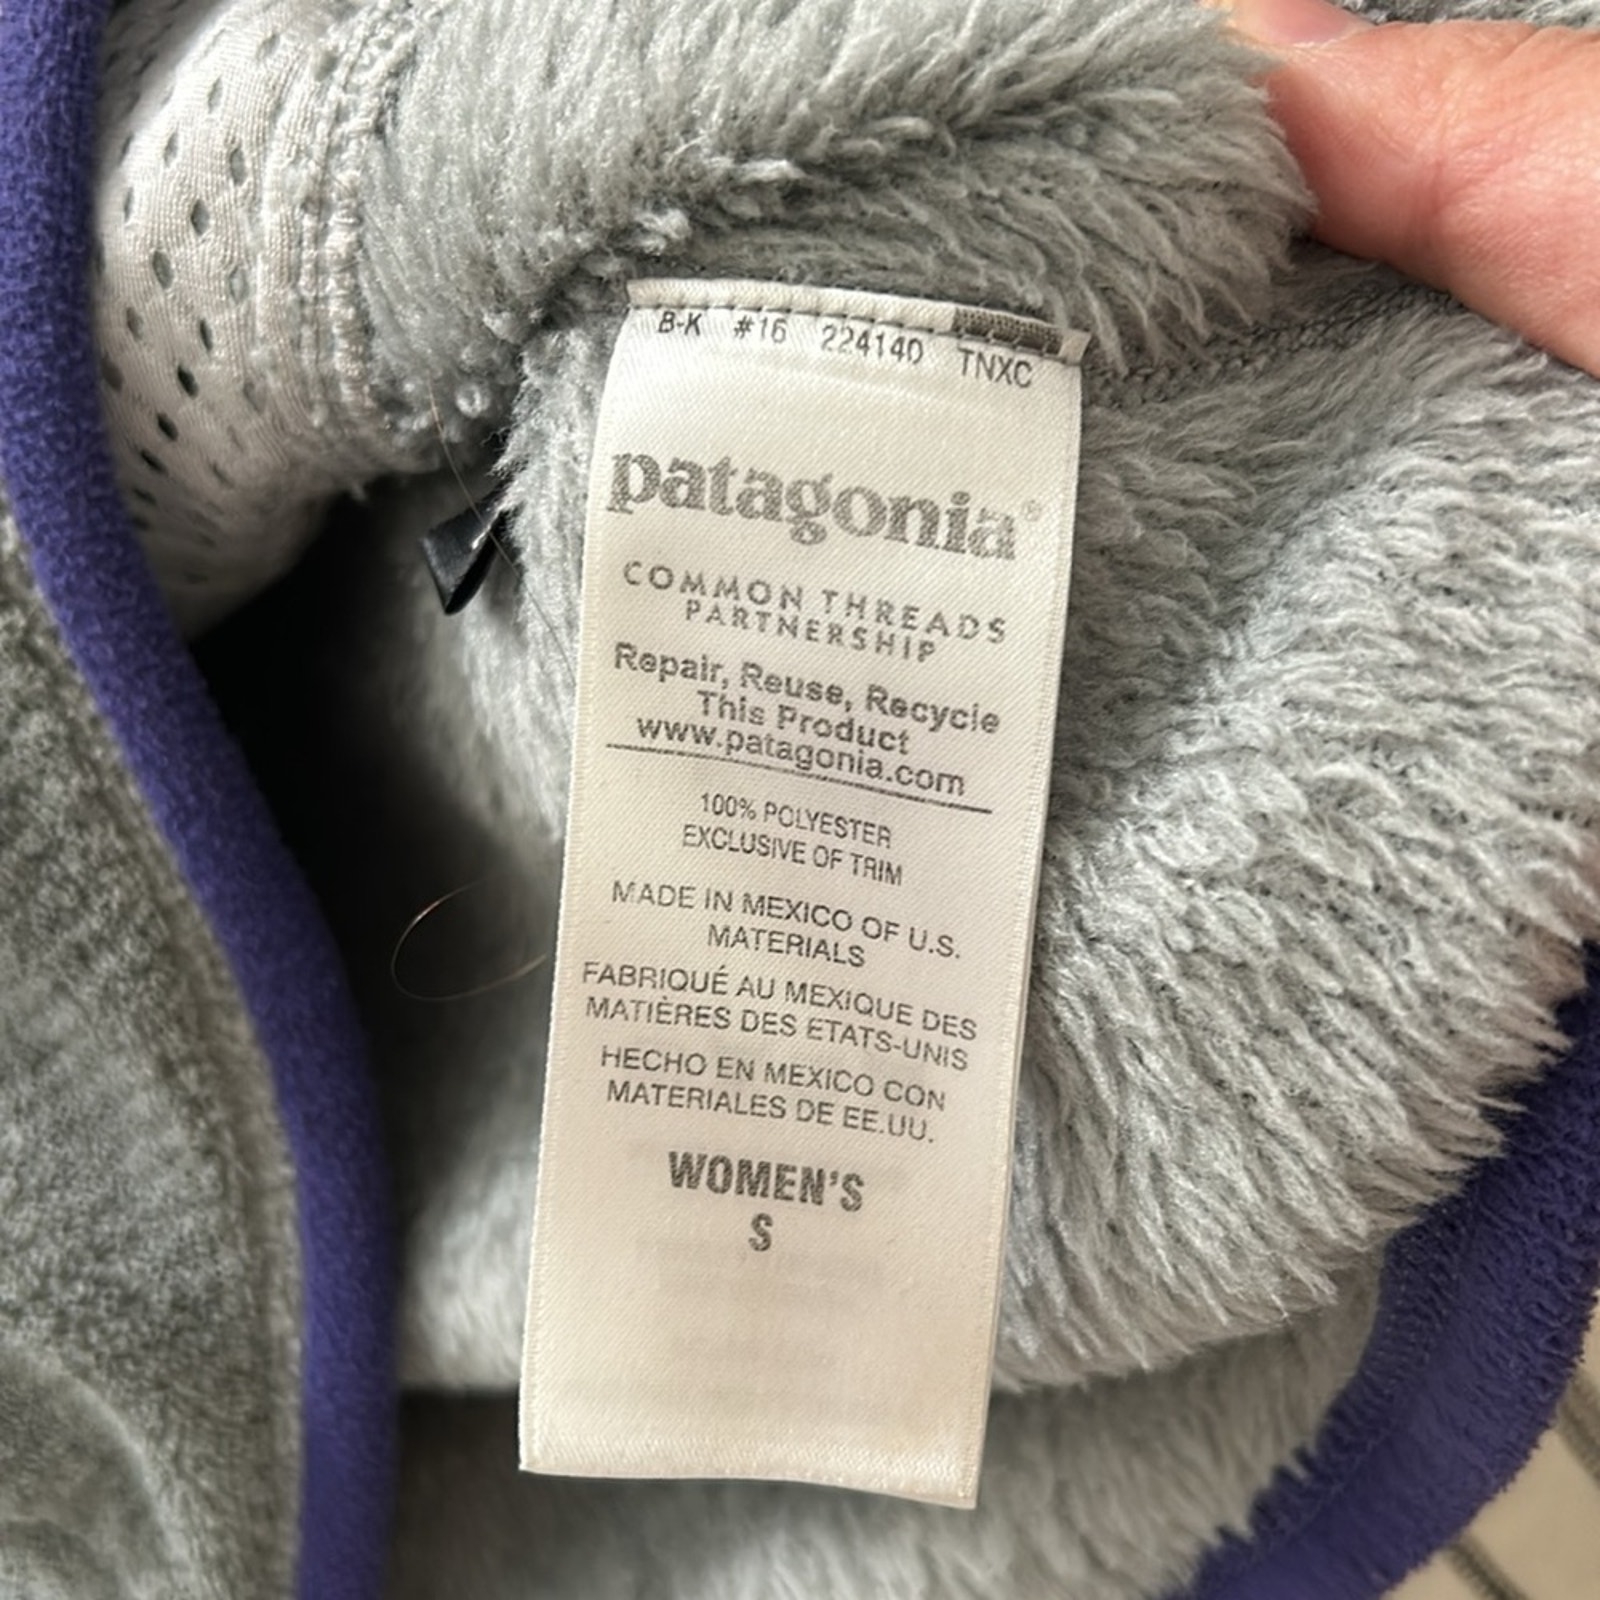 B-K #16 224140 TNXC
patagonia®
COMMON THREADS
PARTNERSHIP
Repair, Reuse, Recycle
This Product
www.patagonia.com
100% POLYESTER
EXCLUSIVE OF TRIM
MADE IN MEXICO OF U.S.
MATERIALS
FABRIQUÉ AU MEXIQUE DES
MATIÈRES DES ETATS-UNIS
HECHO EN MEXICO CON
MATERIALES DE EE.UU.
WOMEN'S
S